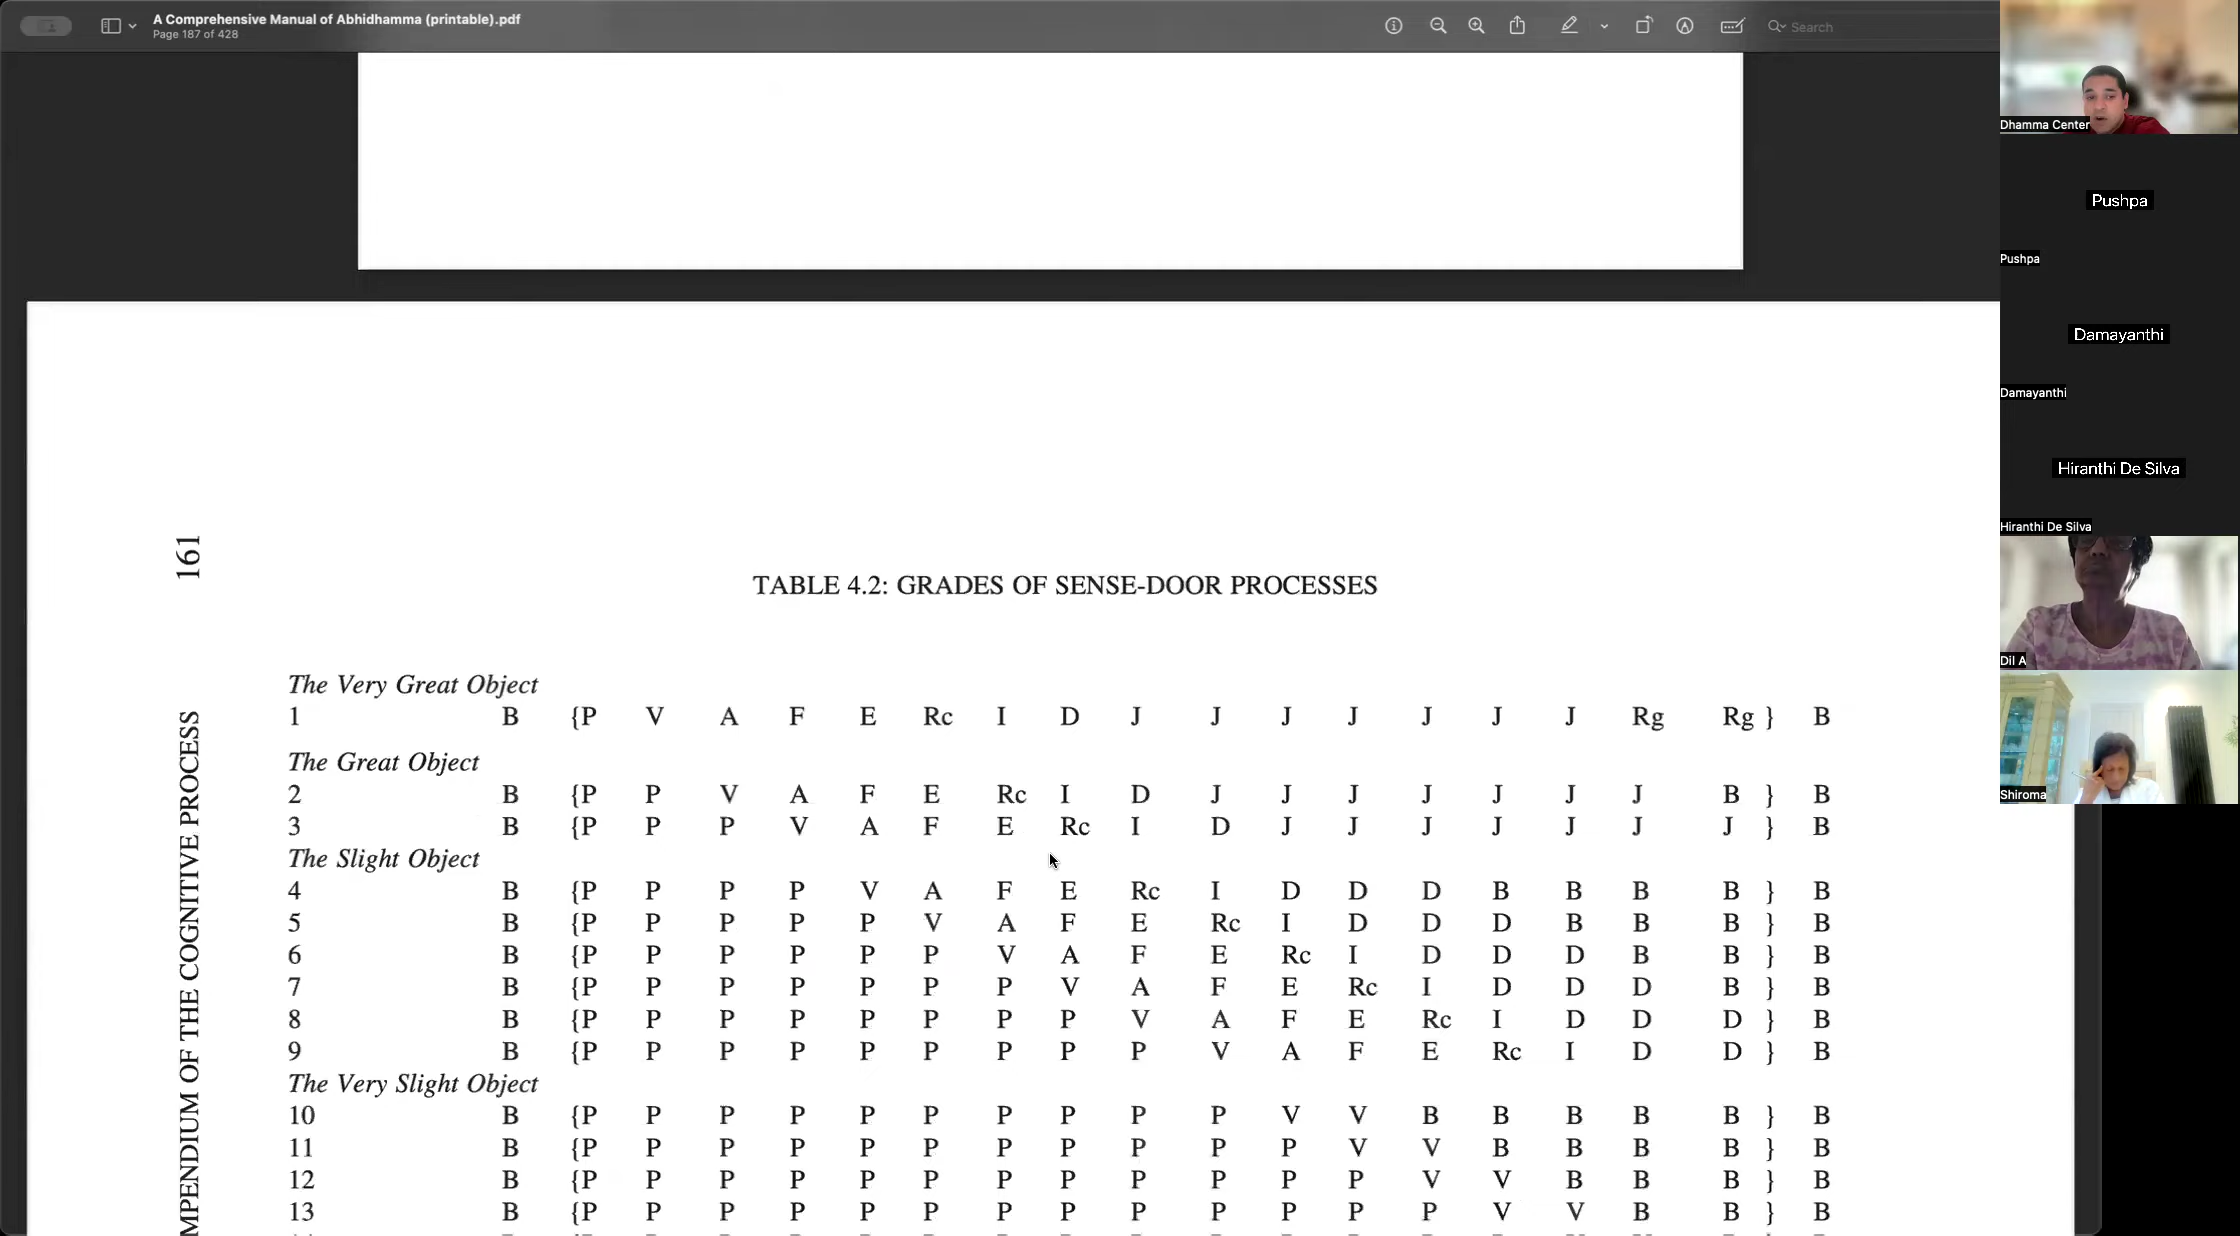 A Comprehensive Manual of Abhidhamma (printable).pdf
Page 187 of 428
Search
161
COMPENDIUM OF THE COGNITIVE PROCESS
TABLE 4.2: GRADES OF SENSE-DOOR PROCESSES
The Very Great Object
1 B {P V A F E Rc I D J J J J J J J Rg Rg } B
The Great Object
2 B {P P V A F E Rc I D J J J J J J J B } B
3 B {P P P V A F E Rc I D J J J J J J J } B
The Slight Object
4 B {P P P P V A F E Rc I D D D B B B B } B
5 B {P P P P P V A F E Rc I D D D B B B } B
6 B {P P P P P P V A F E Rc I D D D B B } B
7 B {P P P P P P P V A F E Rc I D D D B } B
8 B {P P P P P P P P V A F E Rc I D D D } B
9 B {P P P P P P P P P V A F E Rc I D D } B
The Very Slight Object
10 B {P P P P P P P P P P V V B B B B B } B
11 B {P P P P P P P P P P P V V B B B B } B
12 B {P P P P P P P P P P P P V V B B B } B
13 B {P P P P P P P P P P P P P V V B B } B
Dhamma Center
Pushpa
Pushpa
Damayanthi
Damayanthi
Hiranthi De Silva
Hiranthi De Silva
Dil A
Shiroma